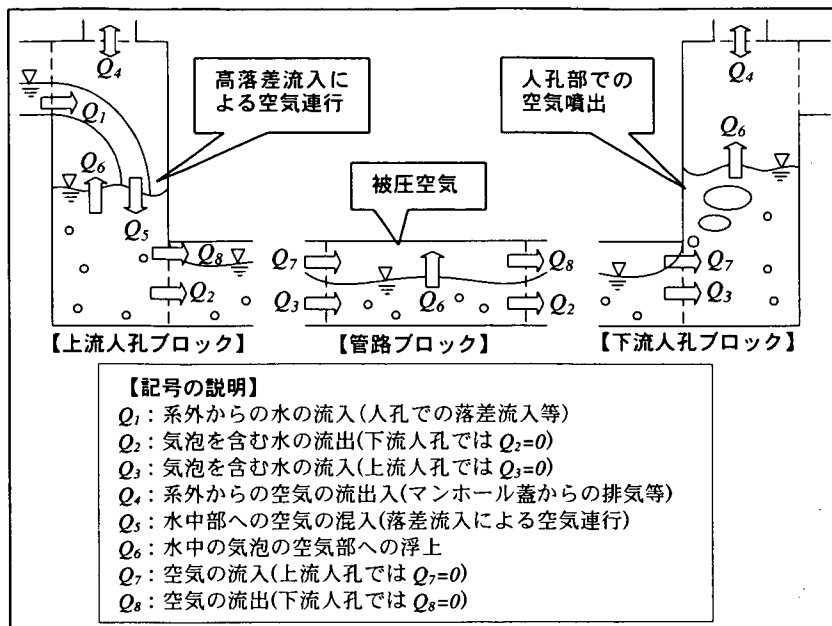 Q4
高落差流入に
よる空気連行
人孔部での
空気噴出
Q4
Q1
Q6
Q5
Q8
Q2
被圧空気
Q7
Q3
Q6
Q8
Q2
Q6
Q7
Q3
【上流人孔ブロック】
【管路ブロック】
【下流人孔ブロック】
【記号の説明】
Q1:系外からの水の流入(人孔での落差流入等)
Q2:気泡を含む水の流出(下流人孔ではQ2=0)
Q3:気泡を含む水の流入(上流人孔ではQ3=0)
Q4:系外からの空気の流出入(マンホール蓋からの排気等)
Q5:水中部への空気の混入(落差流入による空気連行)
Q6:水中の気泡の空気部への浮上
Q7:空気の流入(上流人孔ではQ7=0)
Q8:空気の流出(下流人孔ではQ8=0)